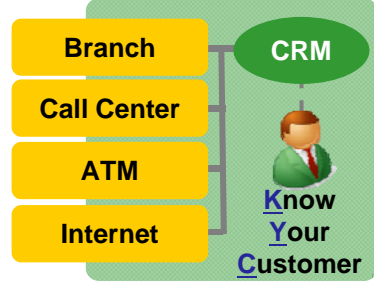 Branch
CRM
Call Center
ATM
Internet
Know
Your
Customer